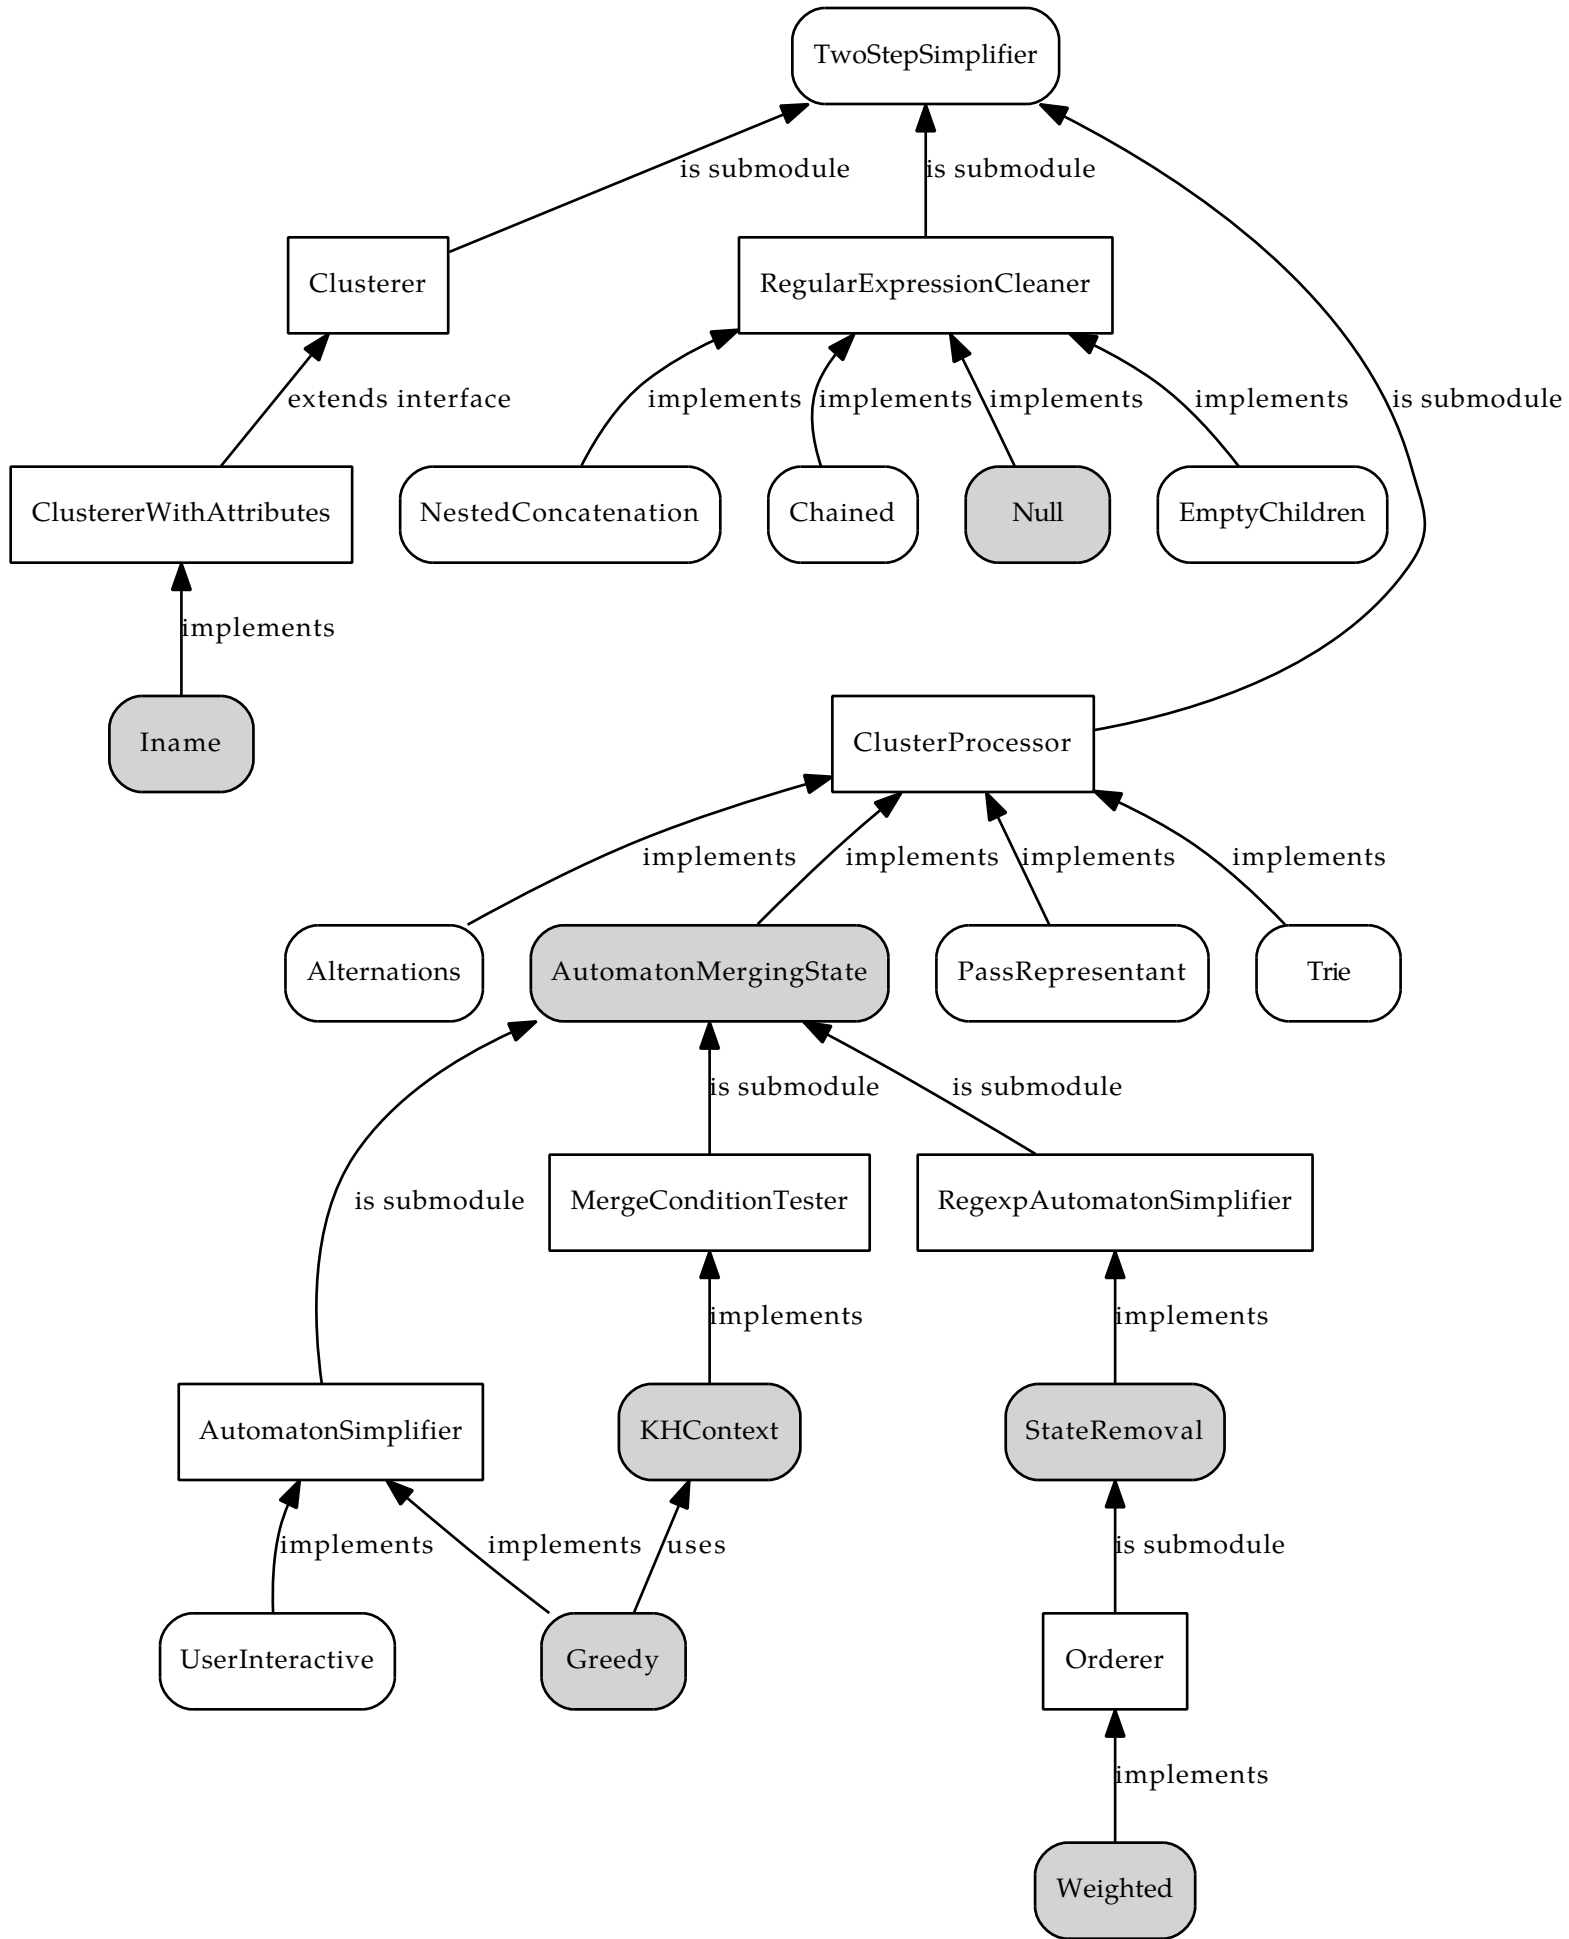 TwoStepSimplifier
is submodule
is submodule
Clusterer
RegularExpressionCleaner
extends interface
implements
implements
implements
implements
is submodule
ClustererWithAttributes
NestedConcatenation
Chained
Null
EmptyChildren
implements
Iname
ClusterProcessor
implements
implements
implements
implements
Alternations
AutomatonMergingState
PassRepresentant
Trie
is submodule
is submodule
is submodule
MergeConditionTester
RegexpAutomatonSimplifier
implements
implements
AutomatonSimplifier
KHContext
StateRemoval
implements
implements
uses
is submodule
UserInteractive
Greedy
Orderer
implements
Weighted